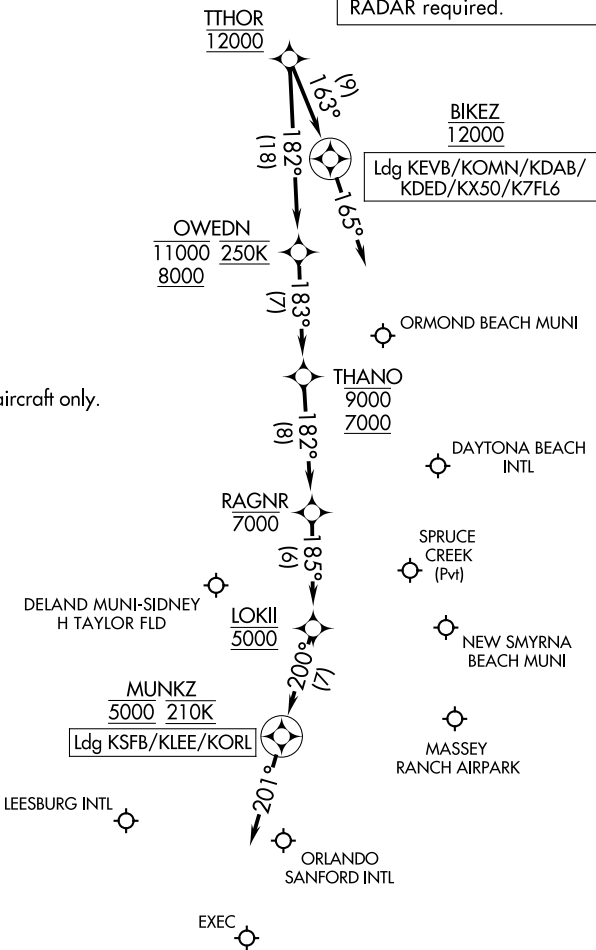 RADAR required.
TTHOR
12000
(9)
163°
BIKEZ
12000
Ldg KEVB/KOMN/KDAB/
KDED/KX50/K7FL6
182°
(18)
165°
OWEDN
11000 250K
8000
183°
(7)
ORMOND BEACH MUNI
THANO
9000
7000
aircraft only.
182°
(8)
DAYTONA BEACH
INTL
RAGNR
7000
185°
(6)
SPRUCE
CREEK
(Pvt)
DELAND MUNI-SIDNEY
H TAYLOR FLD
LOKII
5000
NEW SMYRNA
BEACH MUNI
200°
(7)
MUNKZ
5000 210K
Ldg KSFB/KLEE/KORL
MASSEY
RANCH AIRPARK
201°
LEESBURG INTL
ORLANDO
SANFORD INTL
EXEC